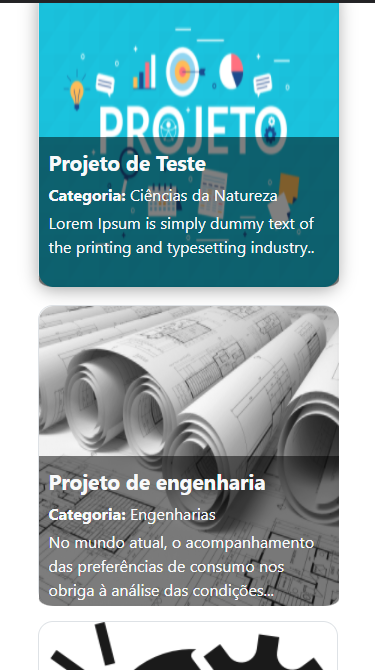 PROJETO
Projeto de Teste
Categoria: Ciências da Natureza
Lorem Ipsum is simply dummy text of
the printing and typesetting industry..
Projeto de engenharia
Categoria: Engenharias
No mundo atual, o acompanhamento
das preferências de consumo nos
obriga à análise das condições...